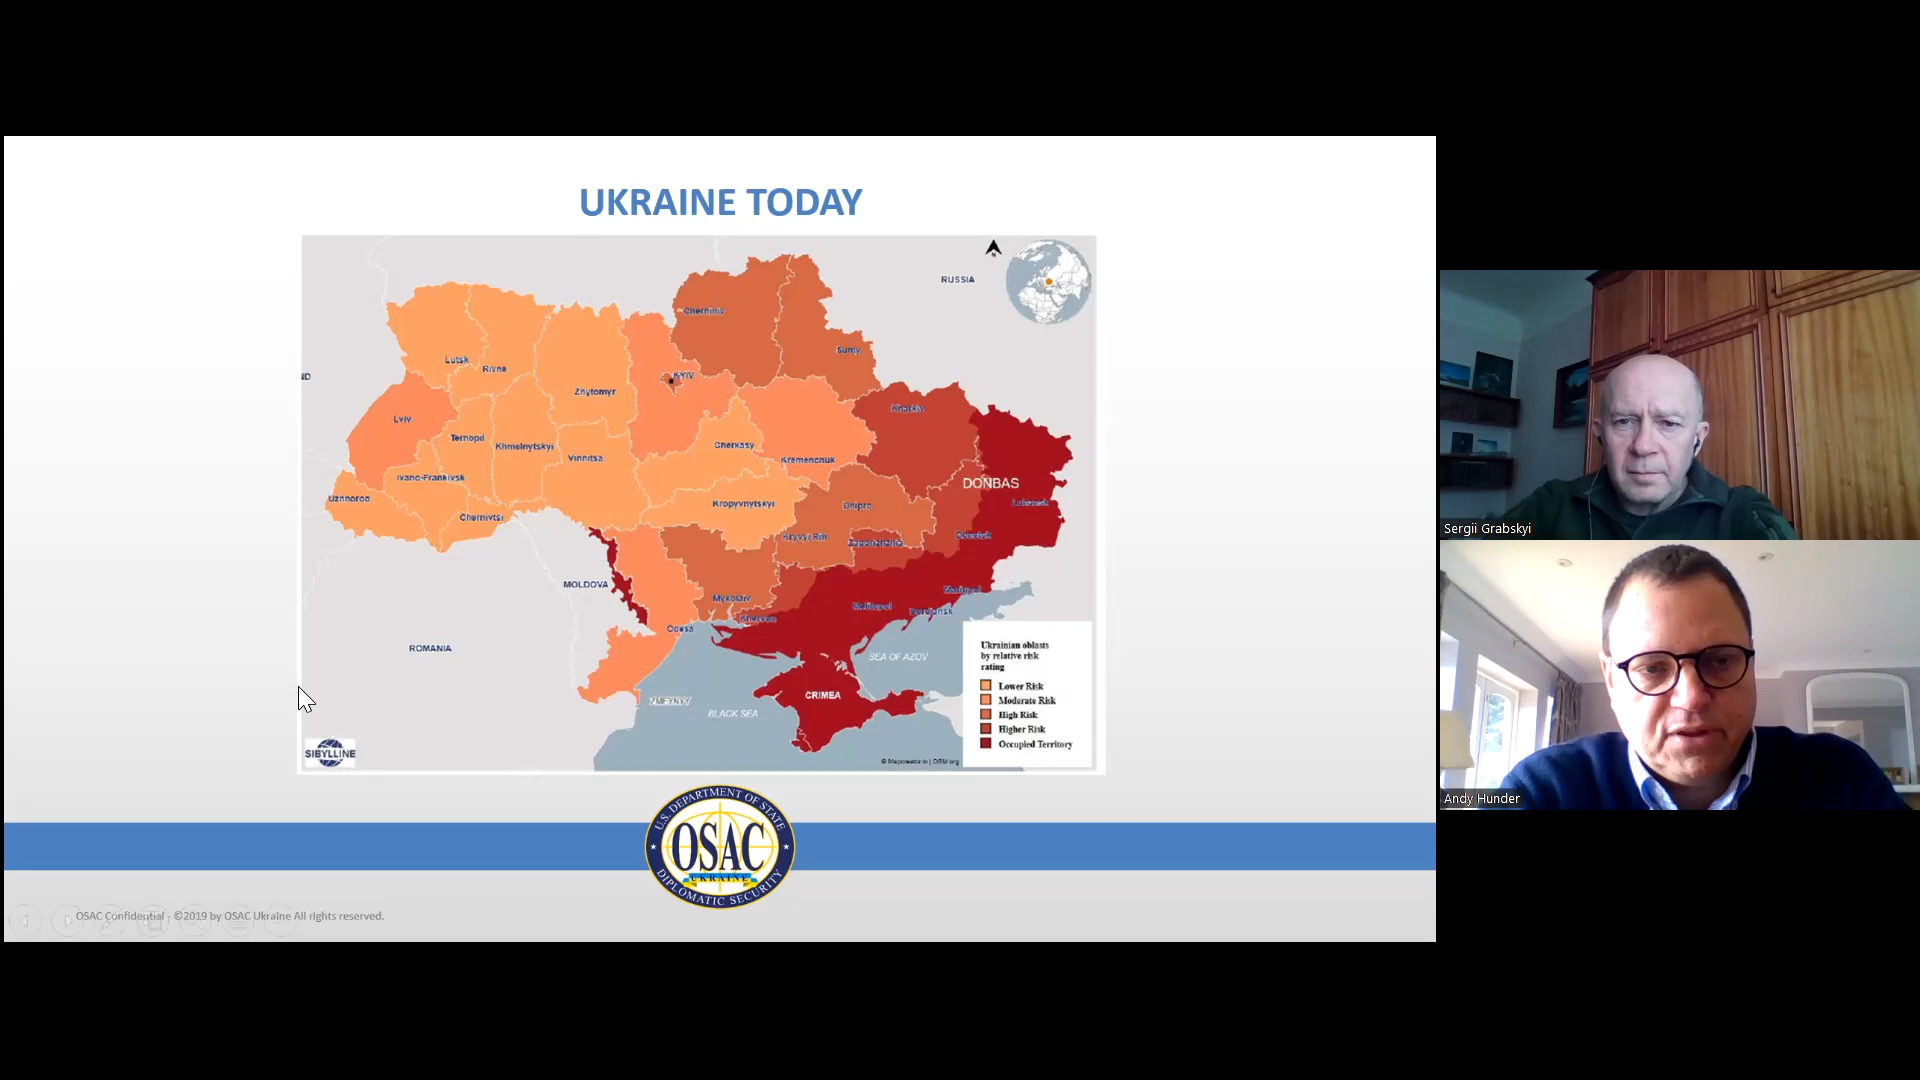 UKRAINE TODAY
RUSSIA
Chernihiv
Sumy
Lutsk
Rivne
KYIV
Zhytomyr
Kharkiv
Lviv
Ternopil
Khmelnytskyi
Cherkasy
Vinnitsa
Kremenchuk
Ivano-Frankivsk
DONBAS
Uzhhorod
Kropyvnytskyi
Dnipro
Luhansk
Chernivtsi
Kryvyi Rih
Zaporizhzhia
Donetsk
MOLDOVA
Mykolaiv
Mariupol
Melitopol
Berdiansk
Kherson
Odesa
ROMANIA
SEA OF AZOV
CRIMEA
ZMEYNYY
BLACK SEA
Ukrainian oblasts
by relative risk
rating
Lower Risk
Moderate Risk
High Risk
Higher Risk
Occupied Territory
SIBYLLINE
U.S. DEPARTMENT OF STATE
OSAC
UKRAINE
DIPLOMATIC SECURITY
OSAC Confidential - ©2019 by OSAC Ukraine All rights reserved.
Sergii Grabskyi
Andy Hunder